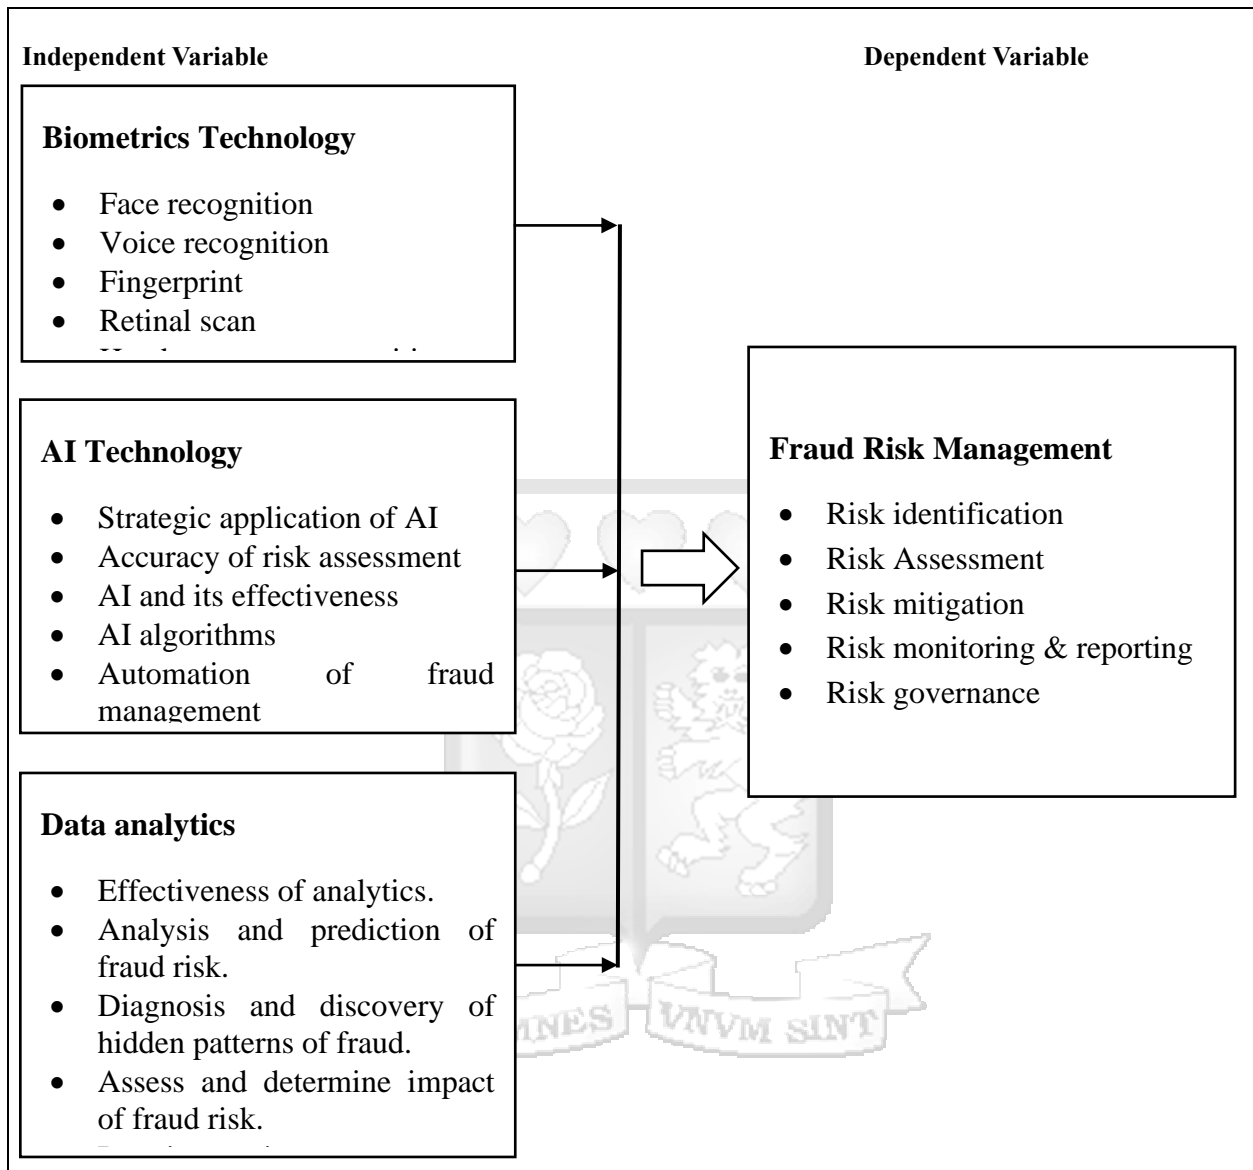 Independent Variable
Dependent Variable
Biometrics Technology
• Face recognition
• Voice recognition
• Fingerprint
• Retinal scan
AI Technology
• Strategic application of AI
• Accuracy of risk assessment
• AI and its effectiveness
• AI algorithms
• Automation of fraud
management
Data analytics
• Effectiveness of analytics.
• Analysis and prediction of
fraud risk.
• Diagnosis and discovery of
hidden patterns of fraud.
• Assess and determine impact
of fraud risk.
Fraud Risk Management
• Risk identification
• Risk Assessment
• Risk mitigation
• Risk monitoring & reporting
• Risk governance
VNVM SINT